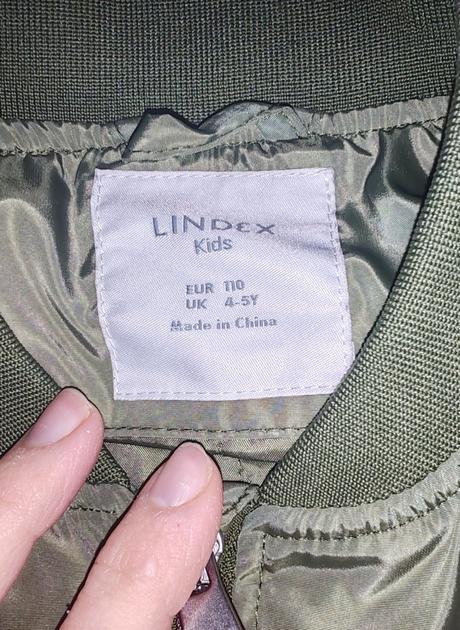 LINDEX
Kids
EUR 110
UK 4-5Y
Made in China